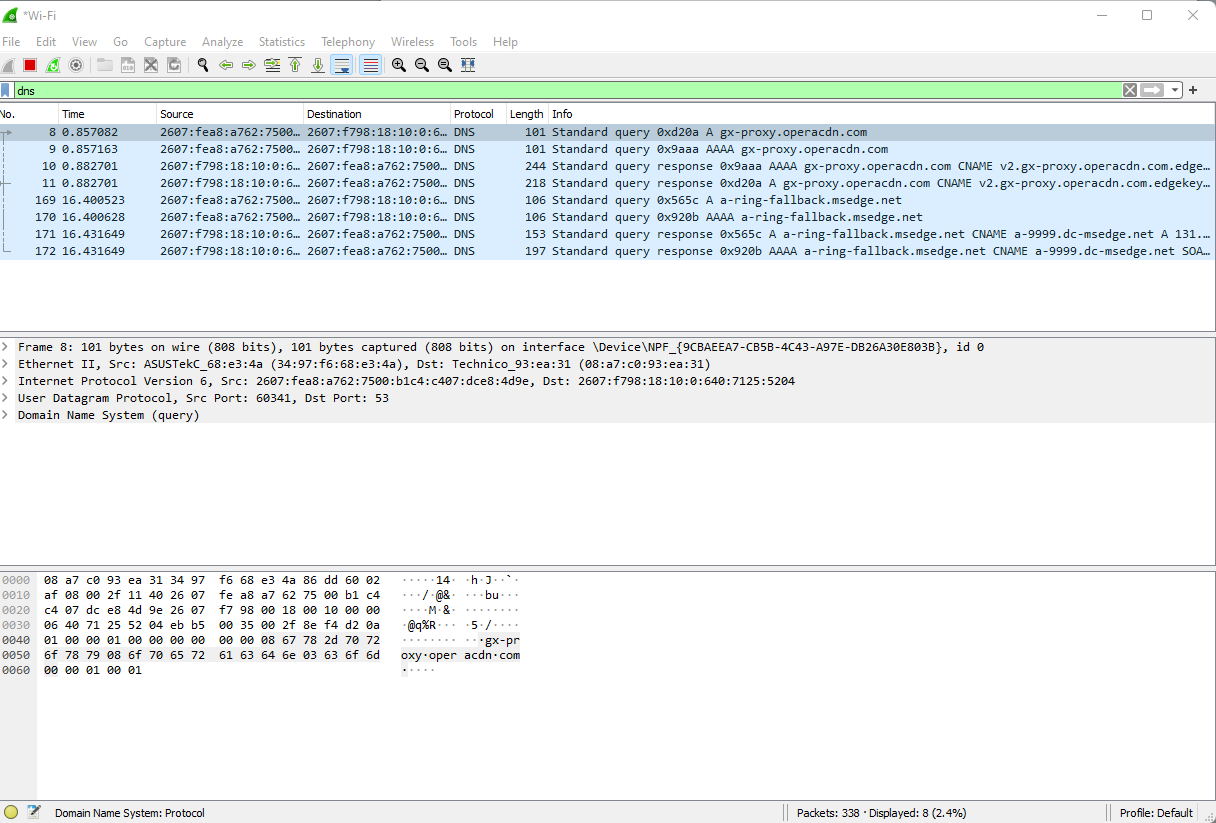 *Wi-Fi
File Edit View Go Capture Analyze Statistics Telephony Wireless Tools Help
dns
No. Time Source Destination Protocol Length Info
8 0.857082 2607:fea8:a762:7500… 2607:f798:18:10:0:6… DNS 101 Standard query 0xd20a A gx-proxy.operacdn.com
9 0.857163 2607:fea8:a762:7500… 2607:f798:18:10:0:6… DNS 101 Standard query 0x9aaa AAAA gx-proxy.operacdn.com
10 0.882701 2607:f798:18:10:0:6… 2607:fea8:a762:7500… DNS 244 Standard query response 0x9aaa AAAA gx-proxy.operacdn.com CNAME v2.gx-proxy.operacdn.com.edge…
11 0.882701 2607:f798:18:10:0:6… 2607:fea8:a762:7500… DNS 218 Standard query response 0xd20a A gx-proxy.operacdn.com CNAME v2.gx-proxy.operacdn.com.edgekey…
169 16.400523 2607:fea8:a762:7500… 2607:f798:18:10:0:6… DNS 106 Standard query 0x565c A a-ring-fallback.msedge.net
170 16.400628 2607:fea8:a762:7500… 2607:f798:18:10:0:6… DNS 106 Standard query 0x920b AAAA a-ring-fallback.msedge.net
171 16.431649 2607:f798:18:10:0:6… 2607:fea8:a762:7500… DNS 153 Standard query response 0x565c A a-ring-fallback.msedge.net CNAME a-9999.dc-msedge.net A 131.…
172 16.431649 2607:f798:18:10:0:6… 2607:fea8:a762:7500… DNS 197 Standard query response 0x920b AAAA a-ring-fallback.msedge.net CNAME a-9999.dc-msedge.net SOA…
Frame 8: 101 bytes on wire (808 bits), 101 bytes captured (808 bits) on interface \Device\NPF_{9CBAEEA7-CB5B-4C43-A97E-DB26A30E803B}, id 0
Ethernet II, Src: ASUSTekC_68:e3:4a (34:97:f6:68:e3:4a), Dst: Technico_93:ea:31 (08:a7:c0:93:ea:31)
Internet Protocol Version 6, Src: 2607:fea8:a762:7500:b1c4:c407:dce8:4d9e, Dst: 2607:f798:18:10:0:640:7125:5204
User Datagram Protocol, Src Port: 60341, Dst Port: 53
Domain Name System (query)
0000 08 a7 c0 93 ea 31 34 97 f6 68 e3 4a 86 dd 60 02 ·····14· ·h·J··`·
0010 af 08 00 2f 11 40 26 07 fe a8 a7 62 75 00 b1 c4 ···/·@&· ···bu···
0020 c4 07 dc e8 4d 9e 26 07 f7 98 00 18 00 10 00 00 ····M·&· ········
0030 06 40 71 25 52 04 eb b5 00 35 00 2f 8e f4 d2 0a ·@q%R··· ·5·/····
0040 01 00 00 01 00 00 00 00 00 00 08 67 78 2d 70 72 ········ ···gx-pr
0050 6f 78 79 08 6f 70 65 72 61 63 64 6e 03 63 6f 6d oxy·oper acdn·com
0060 00 00 01 00 01 ·····
Domain Name System: Protocol Packets: 338 · Displayed: 8 (2.4%) Profile: Default